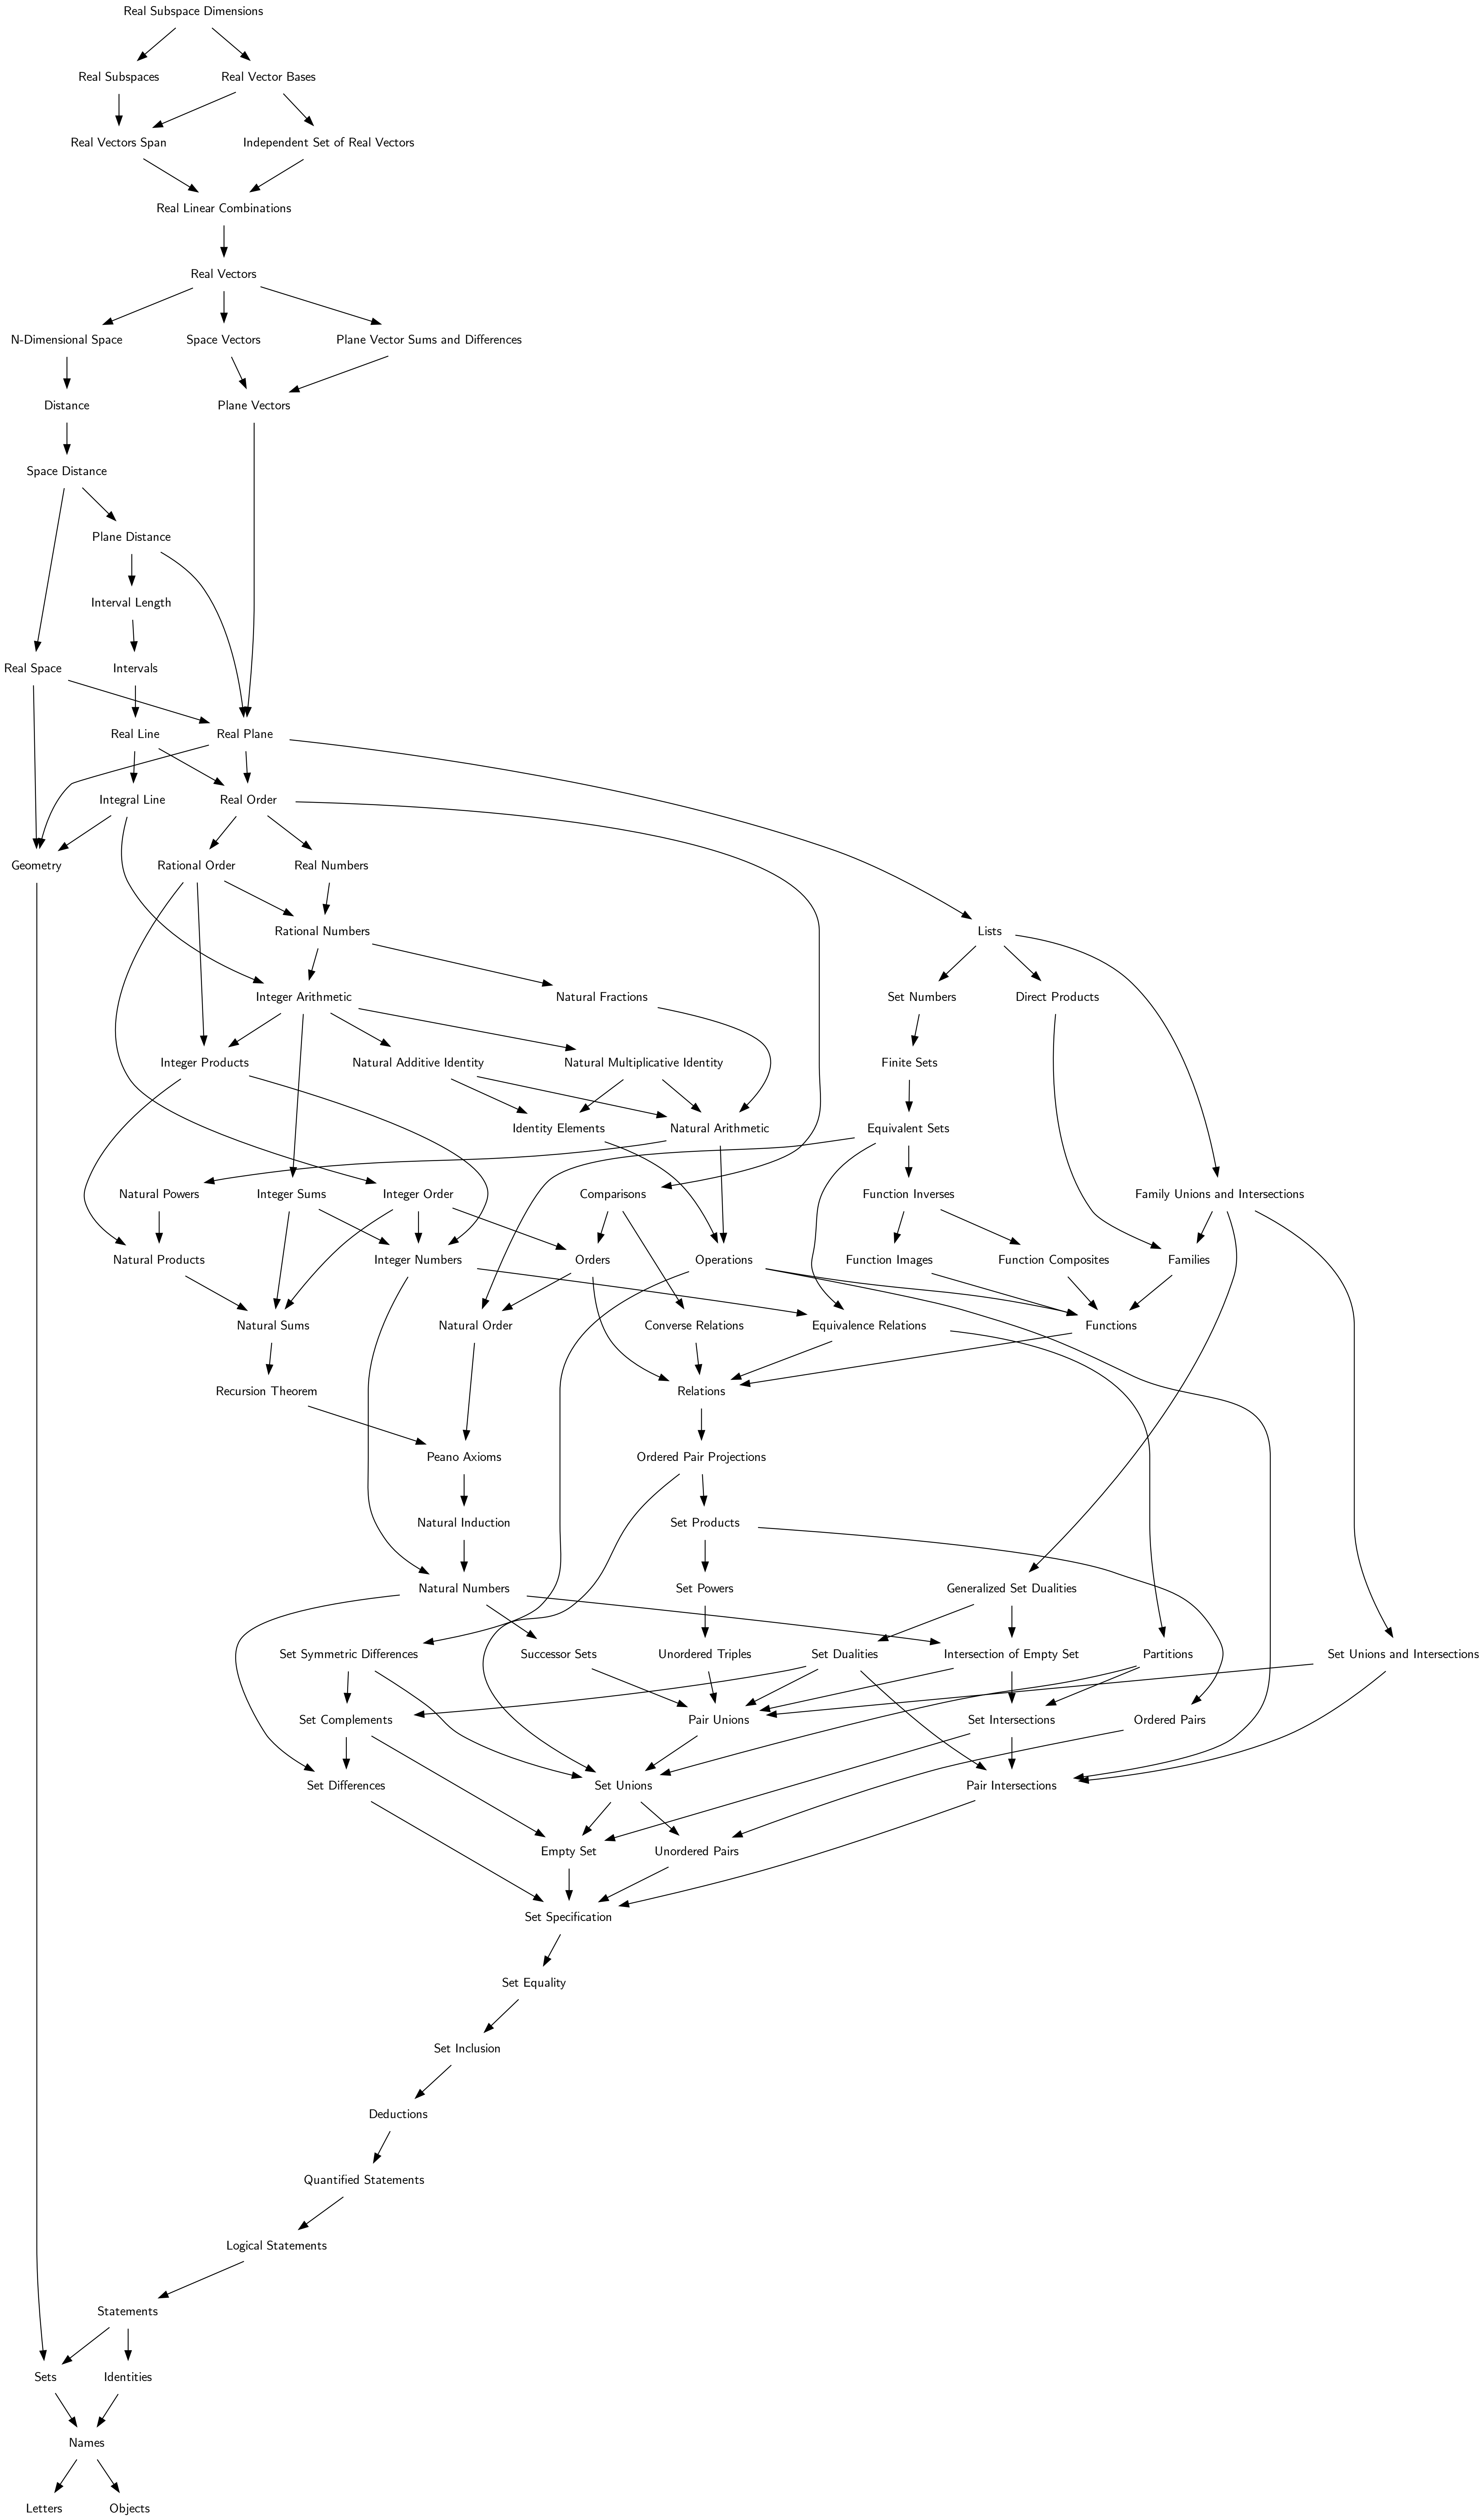 Real Subspace Dimensions
Real Subspaces
Real Vector Bases
Real Vectors Span
Independent Set of Real Vectors
Real Linear Combinations
Real Vectors
N-Dimensional Space
Space Vectors
Plane Vector Sums and Differences
Distance
Plane Vectors
Space Distance
Plane Distance
Interval Length
Real Space
Intervals
Real Line
Real Plane
Integral Line
Real Order
Geometry
Rational Order
Real Numbers
Rational Numbers
Lists
Integer Arithmetic
Natural Fractions
Set Numbers
Direct Products
Integer Products
Natural Additive Identity
Natural Multiplicative Identity
Finite Sets
Identity Elements
Natural Arithmetic
Equivalent Sets
Natural Powers
Integer Sums
Integer Order
Comparisons
Function Inverses
Family Unions and Intersections
Natural Products
Integer Numbers
Orders
Operations
Function Images
Function Composites
Families
Natural Sums
Natural Order
Converse Relations
Equivalence Relations
Functions
Recursion Theorem
Relations
Peano Axioms
Ordered Pair Projections
Natural Induction
Set Products
Natural Numbers
Set Powers
Generalized Set Dualities
Set Symmetric Differences
Successor Sets
Unordered Triples
Set Dualities
Intersection of Empty Set
Partitions
Set Unions and Intersections
Set Complements
Pair Unions
Set Intersections
Ordered Pairs
Set Differences
Set Unions
Pair Intersections
Empty Set
Unordered Pairs
Set Specification
Set Equality
Set Inclusion
Deductions
Quantified Statements
Logical Statements
Statements
Sets
Identities
Names
Letters
Objects